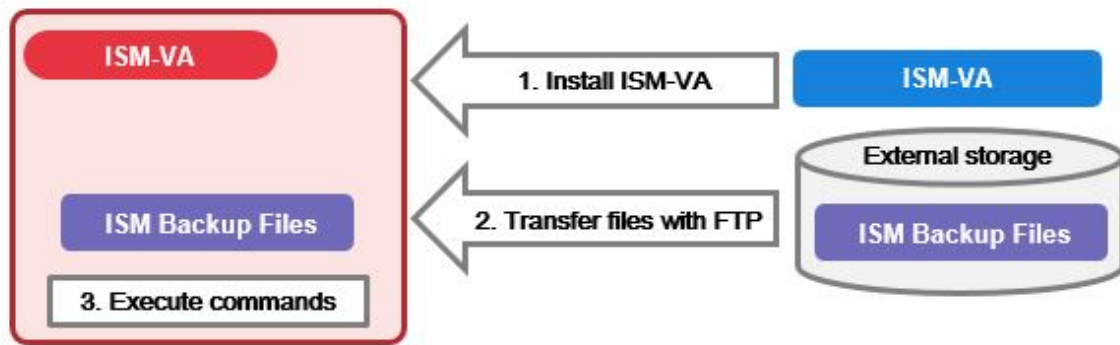 ISM-VA
1. Install ISM-VA
ISM-VA
External storage
ISM Backup Files
2. Transfer files with FTP
ISM Backup Files
3. Execute commands